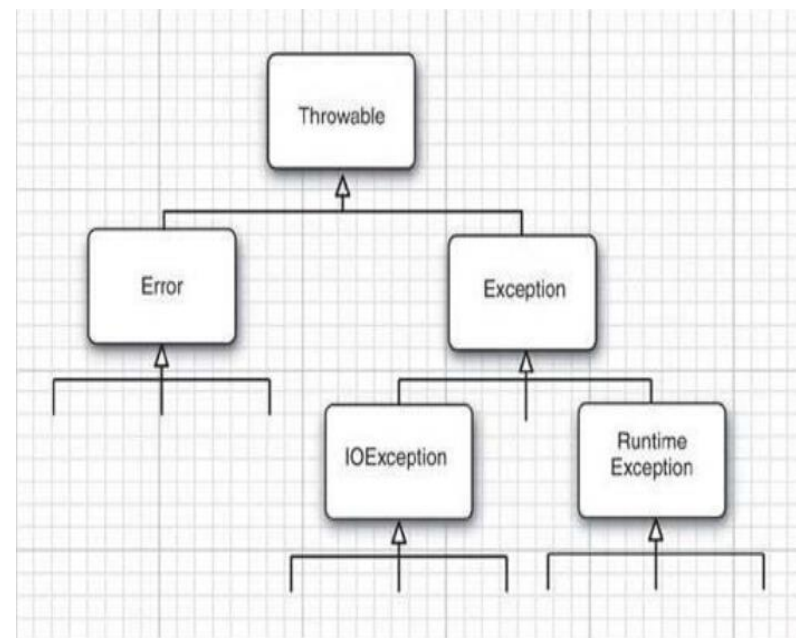 Throwable
Error
Exception
IOException
Runtime
Exception